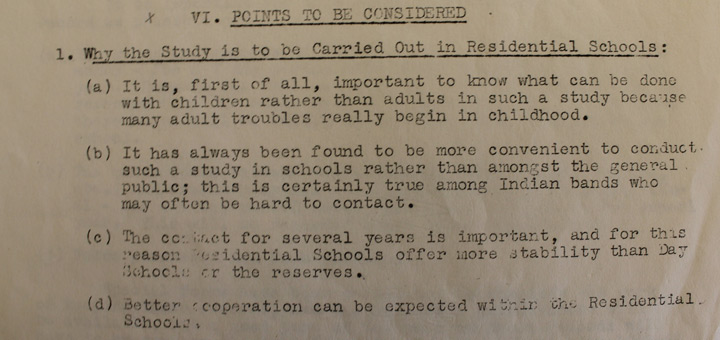 x VI. POINTS TO BE CONSIDERED
1. Why the Study is to be Carried Out in Residential Schools:
(a) It is, first of all, important to know what can be done
with children rather than adults in such a study because
many adult troubles really begin in childhood.
(b) It has always been found to be more convenient to conduct
such a study in schools rather than amongst the general
public; this is certainly true among Indian bands who
may often be hard to contact.
(c) The contact for several years is important, and for this
reason Residential Schools offer more stability than Day
Schools or the reserves.
(d) Better cooperation can be expected within the Residential
Schools.